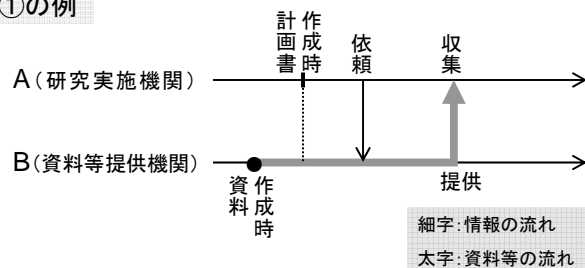 ①の例
計画書
作成時
依頼
収集
A(研究実施機関)
B(資料等提供機関)
資料
作成時
提供
細字:情報の流れ
太字:資料等の流れ